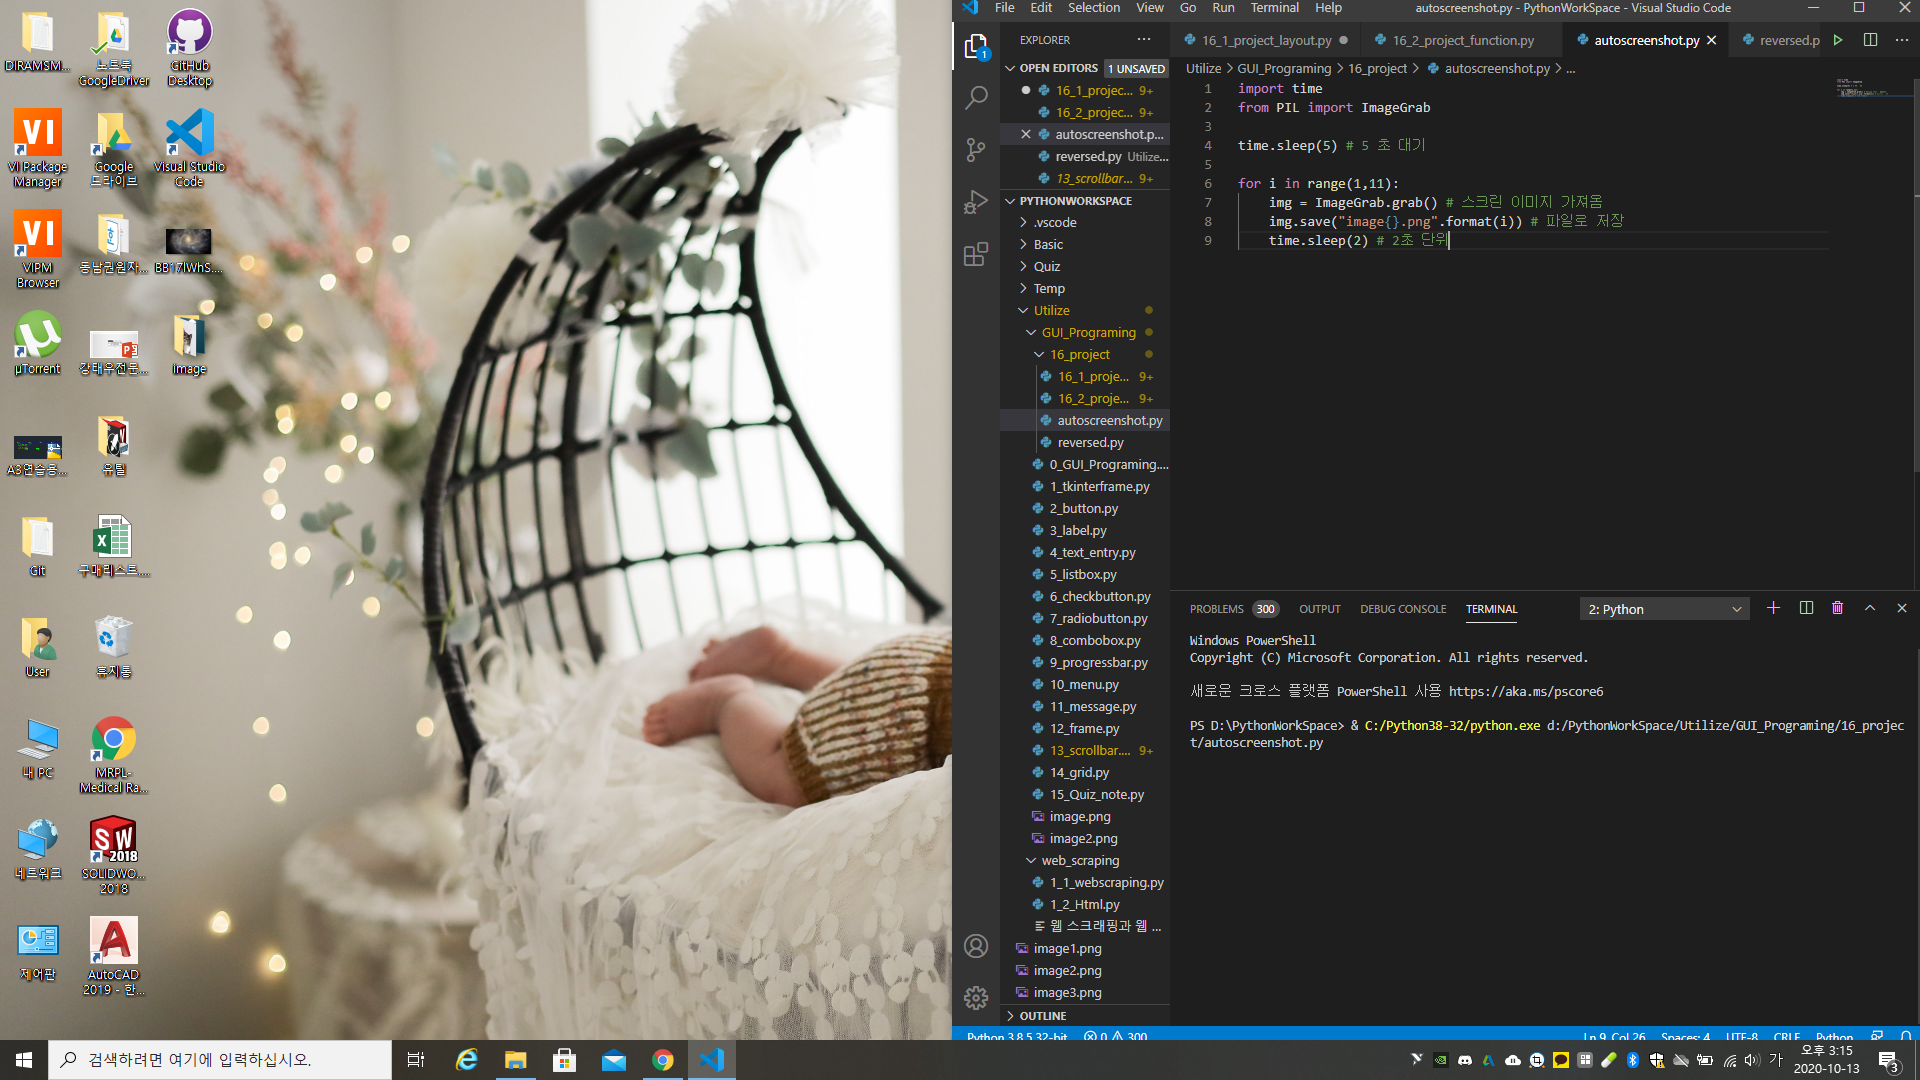 DIRAMSM...
노트북
GoogleDriver
GitHub
Desktop
VI Package
Manager
Google
드라이브
Visual Studio
Code
VIPM
Browser
동남권원자...
BB17IWhS....
µTorrent
강태우전문...
Image
A3연습용...
유틸
Git
구매리스트....
User
휴지통
내 PC
MRPL-
Medical Ra...
네트워크
SOLIDWO...
2018
제어판
AutoCAD
2019 - 한...
File Edit Selection View Go Run Terminal Help
autoscreenshot.py - PythonWorkSpace - Visual Studio Code
EXPLORER
16_1_project_layout.py
16_2_project_function.py
autoscreenshot.py
reversed.p
OPEN EDITORS 1 UNSAVED
16_1_projec... 9+
16_2_projec... 9+
autoscreenshot.p...
reversed.py Utilize...
13_scrollbar... 9+
PYTHONWORKSPACE
.vscode
Basic
Quiz
Temp
Utilize
GUI_Programing
16_project
16_1_proje... 9+
16_2_proje... 9+
autoscreenshot.py
reversed.py
0_GUI_Programing....
1_tkinterframe.py
2_button.py
3_label.py
4_text_entry.py
5_listbox.py
6_checkbutton.py
7_radiobutton.py
8_combobox.py
9_progressbar.py
10_menu.py
11_message.py
12_frame.py
13_scrollbar.... 9+
14_grid.py
15_Quiz_note.py
image.png
image2.png
web_scraping
1_1_webscraping.py
1_2_Html.py
웹 스크래핑과 웹 ...
image1.png
image2.png
image3.png
OUTLINE
Utilize > GUI_Programing > 16_project > autoscreenshot.py > ...
1 import time
2 from PIL import ImageGrab
3
4 time.sleep(5) # 5 초 대기
5
6 for i in range(1,11):
7 img = ImageGrab.grab() # 스크린 이미지 가져옴
8 img.save("image{}.png".format(i)) # 파일로 저장
9 time.sleep(2) # 2초 단위
PROBLEMS 300 OUTPUT DEBUG CONSOLE TERMINAL 2: Python
Windows PowerShell
Copyright (C) Microsoft Corporation. All rights reserved.
새로운 크로스 플랫폼 PowerShell 사용 https://aka.ms/pscore6
PS D:\PythonWorkSpace> & C:/Python38-32/python.exe d:/PythonWorkSpace/Utilize/GUI_Programing/16_projec
t/autoscreenshot.py
Python 3.8.5 32-bit 0 300
Ln 9, Col 26 Spaces: 4 UTF-8 CRLF Python
검색하려면 여기에 입력하십시오.
가
오후 3:15
2020-10-13
3